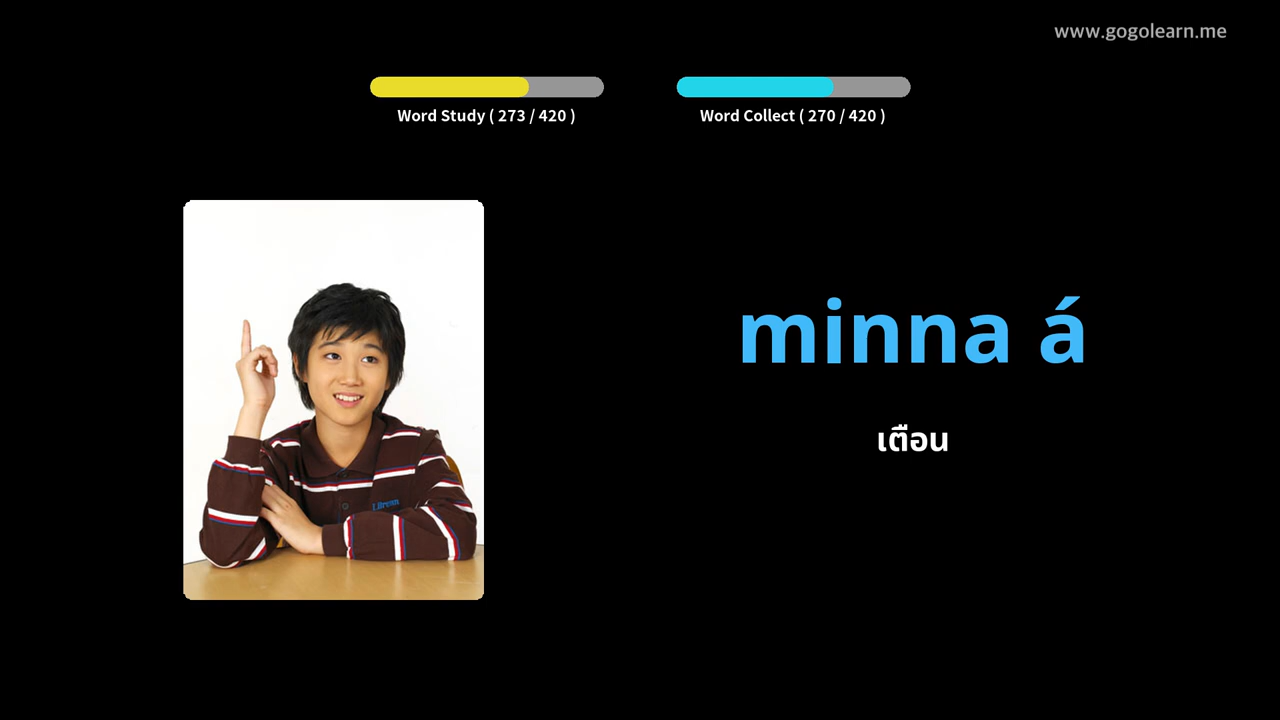 www.gogolearn.me
Word Study ( 273 / 420 )
Word Collect ( 270 / 420 )
minna á
เตือน